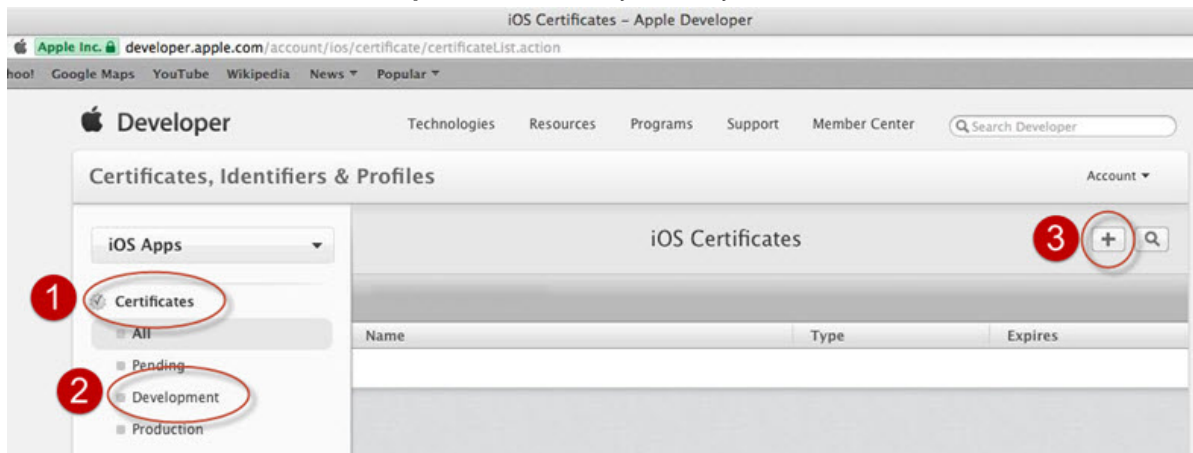 iOS Certificates – Apple Developer
Apple Inc. developer.apple.com/account/ios/certificate/certificateList.action
hoo! Google Maps YouTube Wikipedia News Popular
Developer Technologies Resources Programs Support Member Center Search Developer
Certificates, Identifiers & Profiles Account
iOS Apps iOS Certificates 3 +
1 Certificates
All Name Type Expires
Pending
2 Development
Production